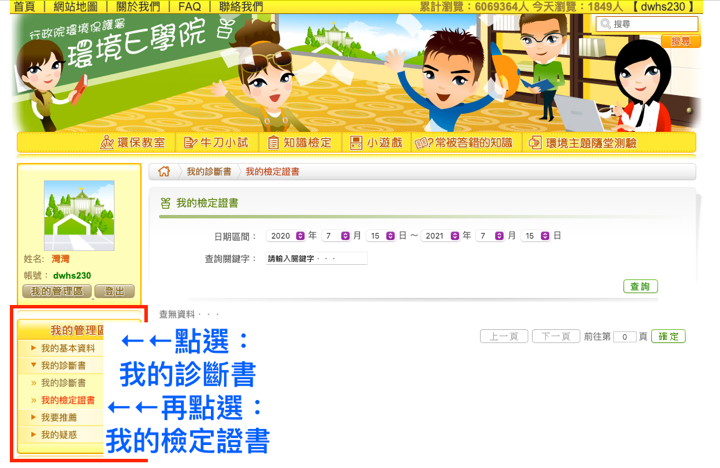 首頁 | 網站地圖 | 關於我們 | FAQ | 聯絡我們
累計瀏覽：6069364人 今天瀏覽：1849人 【 dwhs230 】
行政院環境保護署
環境E學院
搜尋
搜尋
環保教室
牛刀小試
知識檢定
小遊戲
常被答錯的知識
環境主題隨堂測驗
我的診斷書
我的檢定證書
我的檢定證書
日期區間： 2020 年 7 月 15 日 ～ 2021 年 7 月 15 日
查詢關鍵字： 請輸入關鍵字．．．
查詢
查無資料．．．
上一頁 下一頁 前往第 0 頁 確定
姓名: 灣灣
帳號： dwhs230
我的管理區 登出
我的管理區
我的基本資料
我的診斷書
我的診斷書
我的檢定證書
我要推薦
我的疑惑
←←點選：
我的診斷書
←←再點選：
我的檢定證書